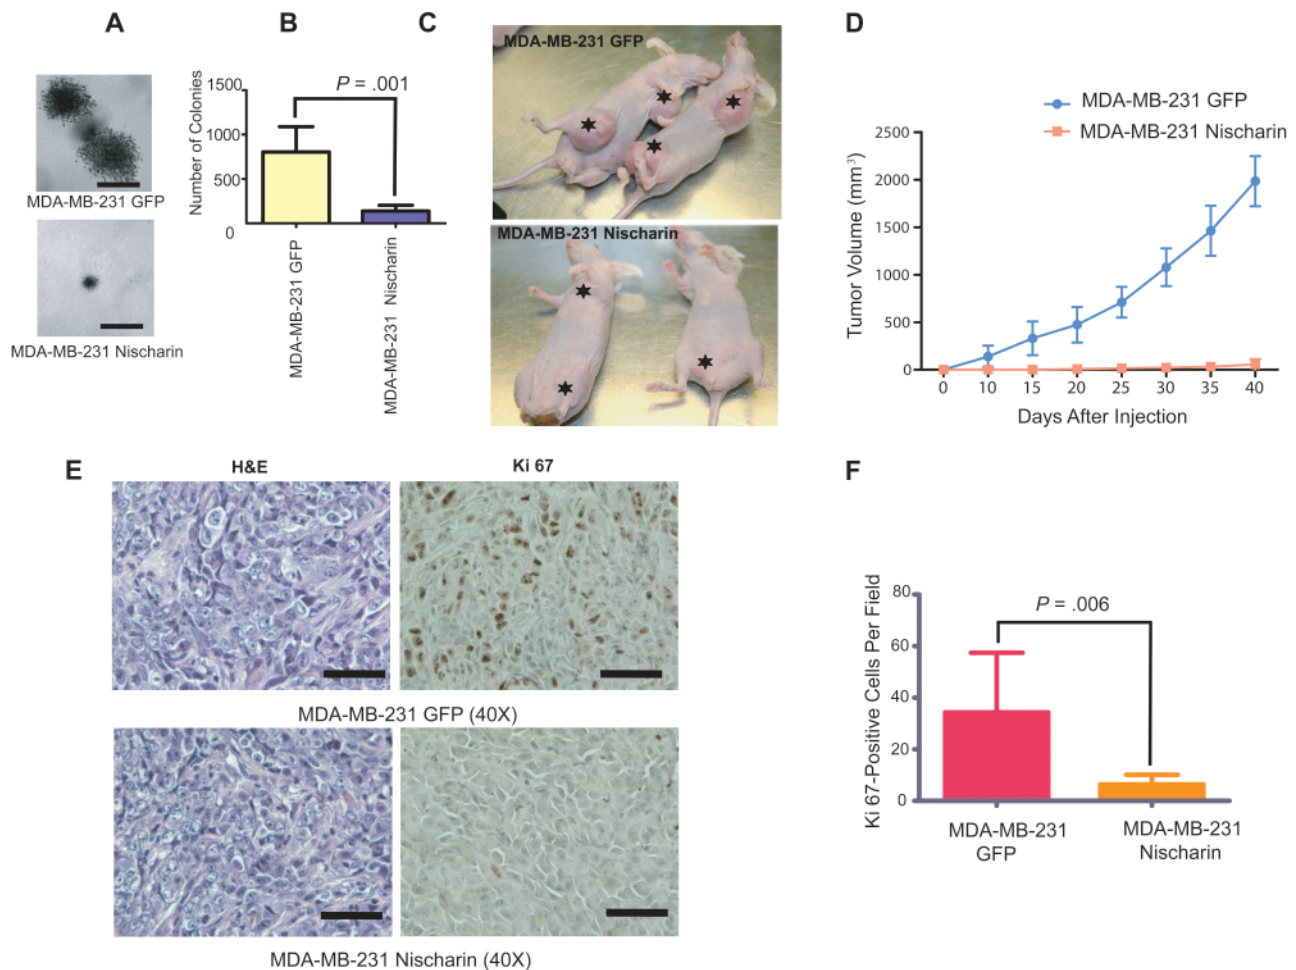 A
B
C
D
MDA-MB-231 GFP
MDA-MB-231 Nischarin
Number of Colonies
1500
1000
500
0
P = .001
MDA-MB-231 GFP
MDA-MB-231 Nischarin
MDA-MB-231 GFP
MDA-MB-231 Nischarin
MDA-MB-231 GFP
MDA-MB-231 Nischarin
Tumor Volume (mm³)
2500
2000
1500
1000
500
0
0 10 15 20 25 30 35 40
Days After Injection
E
H&E
Ki 67
MDA-MB-231 GFP (40X)
MDA-MB-231 Nischarin (40X)
F
Ki 67-Positive Cells Per Field
80
60
40
20
0
P = .006
MDA-MB-231
GFP
MDA-MB-231
Nischarin